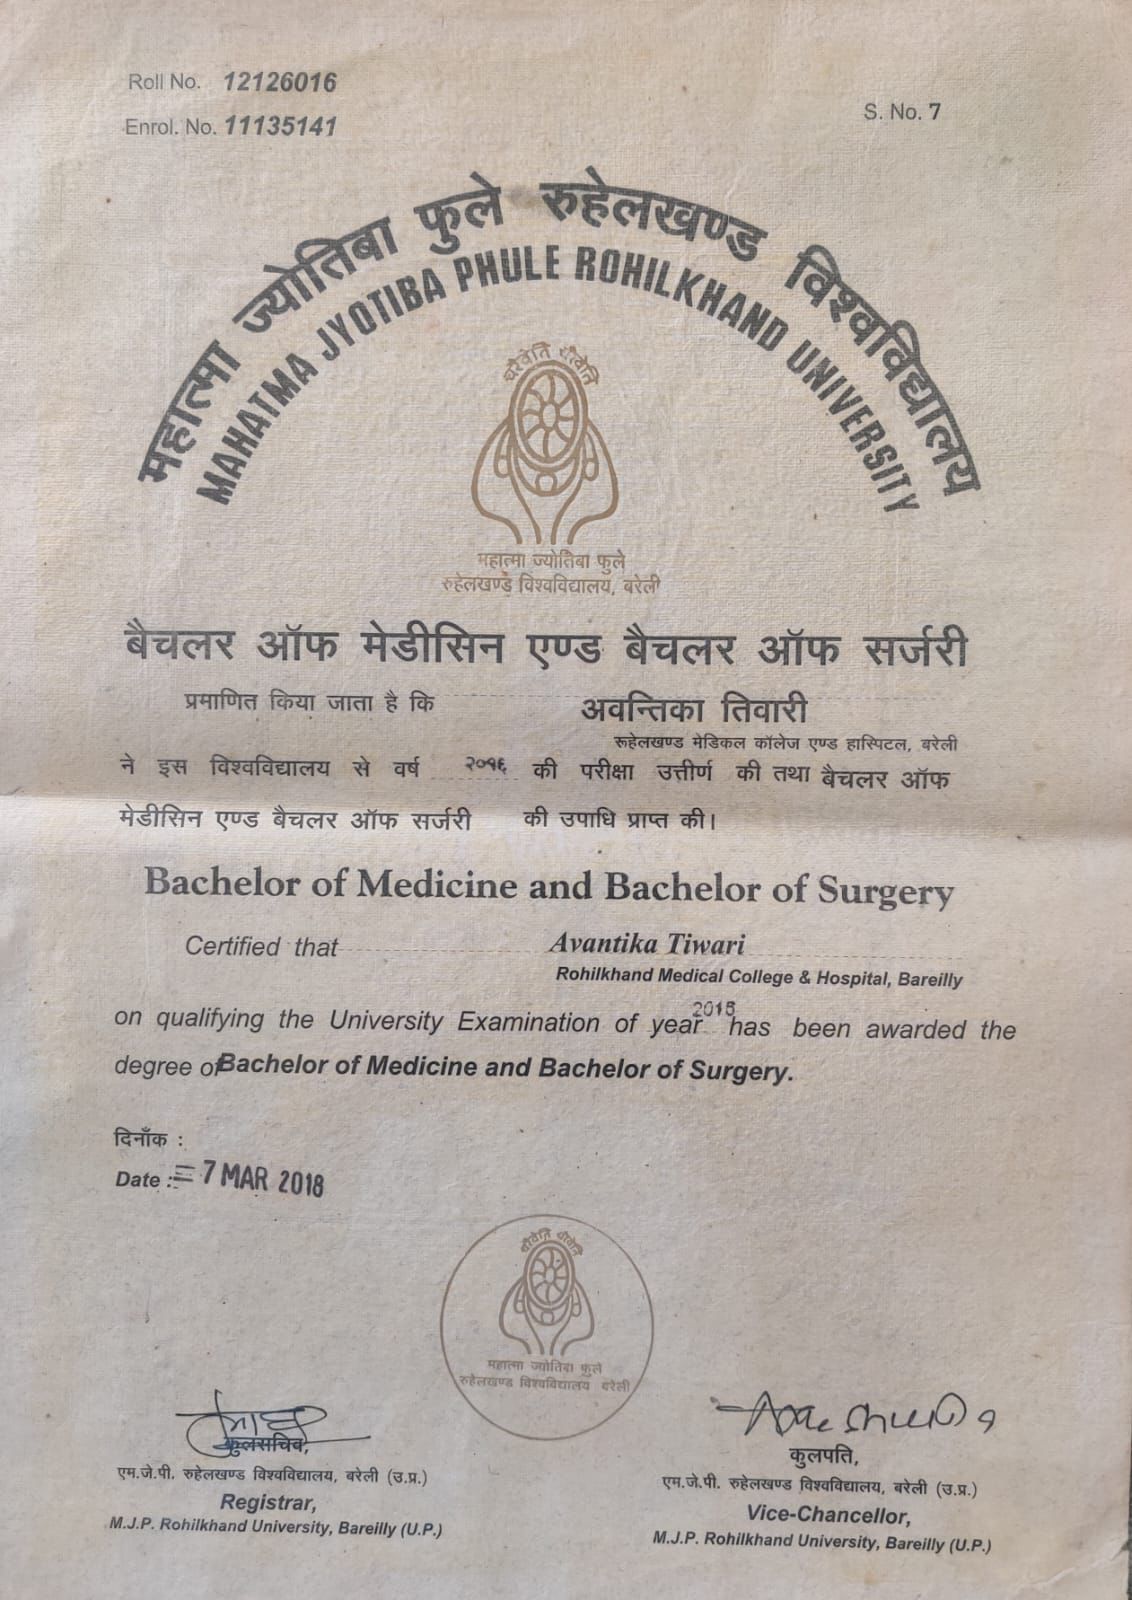 Roll No. 12126016
Enrol. No. 11135141
S. No. 7
महात्मा ज्योतिबा फुले रुहेलखण्ड विश्वविद्यालय
MAHATMA JYOTIBA PHULE ROHILKHAND UNIVERSITY
चरैवेति चरैवेति
महात्मा ज्योतिबा फुले
रुहेलखण्ड विश्वविद्यालय, बरेली
बैचलर ऑफ मेडीसिन एण्ड बैचलर ऑफ सर्जरी
प्रमाणित किया जाता है कि अवन्तिका तिवारी
रूहेलखण्ड मेडिकल कॉलेज एण्ड हास्पिटल, बरेली
ने इस विश्वविद्यालय से वर्ष २०१६ की परीक्षा उत्तीर्ण की तथा बैचलर ऑफ
मेडीसिन एण्ड बैचलर ऑफ सर्जरी की उपाधि प्राप्त की।
Bachelor of Medicine and Bachelor of Surgery
Certified that Avantika Tiwari
Rohilkhand Medical College & Hospital, Bareilly
on qualifying the University Examination of year has been awarded the
degree of Bachelor of Medicine and Bachelor of Surgery.
दिनाँक :
Date : 7 MAR 2018
चरैवेति चरैवेति
महात्मा ज्योतिबा फुले
रुहेलखण्ड विश्वविद्यालय बरेली
कुलसचिव,
एम.जे.पी. रुहेलखण्ड विश्वविद्यालय, बरेली (उ.प्र.)
Registrar,
M.J.P. Rohilkhand University, Bareilly (U.P.)
कुलपति,
एम.जे.पी. रुहेलखण्ड विश्वविद्यालय, बरेली (उ.प्र.)
Vice-Chancellor,
M.J.P. Rohilkhand University, Bareilly (U.P.)